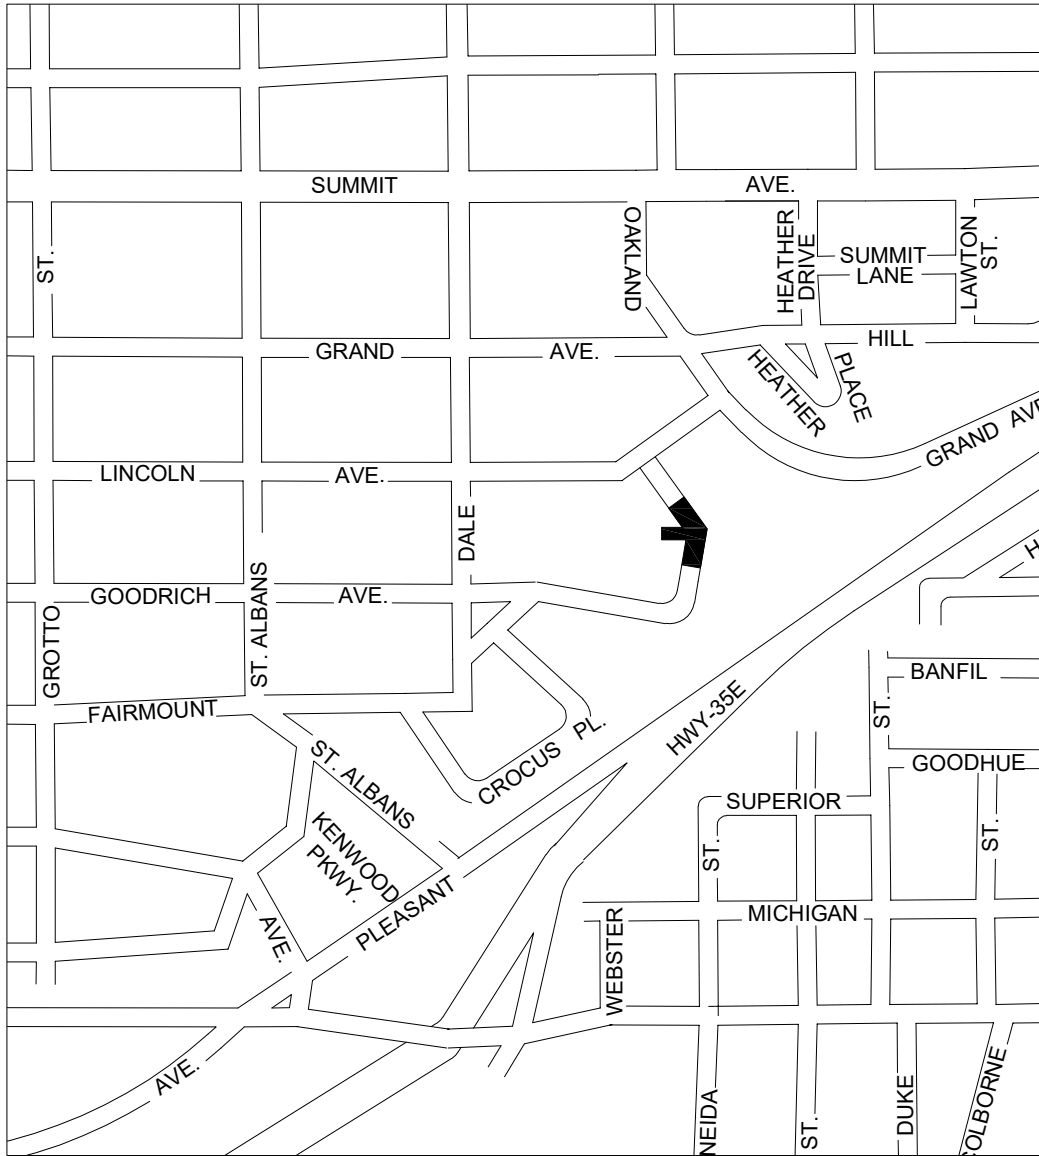 SUMMIT AVE.
OAKLAND
HEATHER
DRIVE
SUMMIT
LANE
LAWTON
ST.
ST.
GRAND AVE.
HILL
HEATHER PLACE
GRAND AVE
LINCOLN AVE.
DALE
H
GOODRICH AVE.
ST. ALBANS
GROTTO
BANFIL
FAIRMOUNT
HWY-35E
ST.
CROCUS PL.
ST. ALBANS
GOODHUE
SUPERIOR
KENWOOD
PKWY.
ST.
ST.
PLEASANT
AVE.
MICHIGAN
WEBSTER
AVE.
NEIDA
ST.
DUKE
OLBORNE